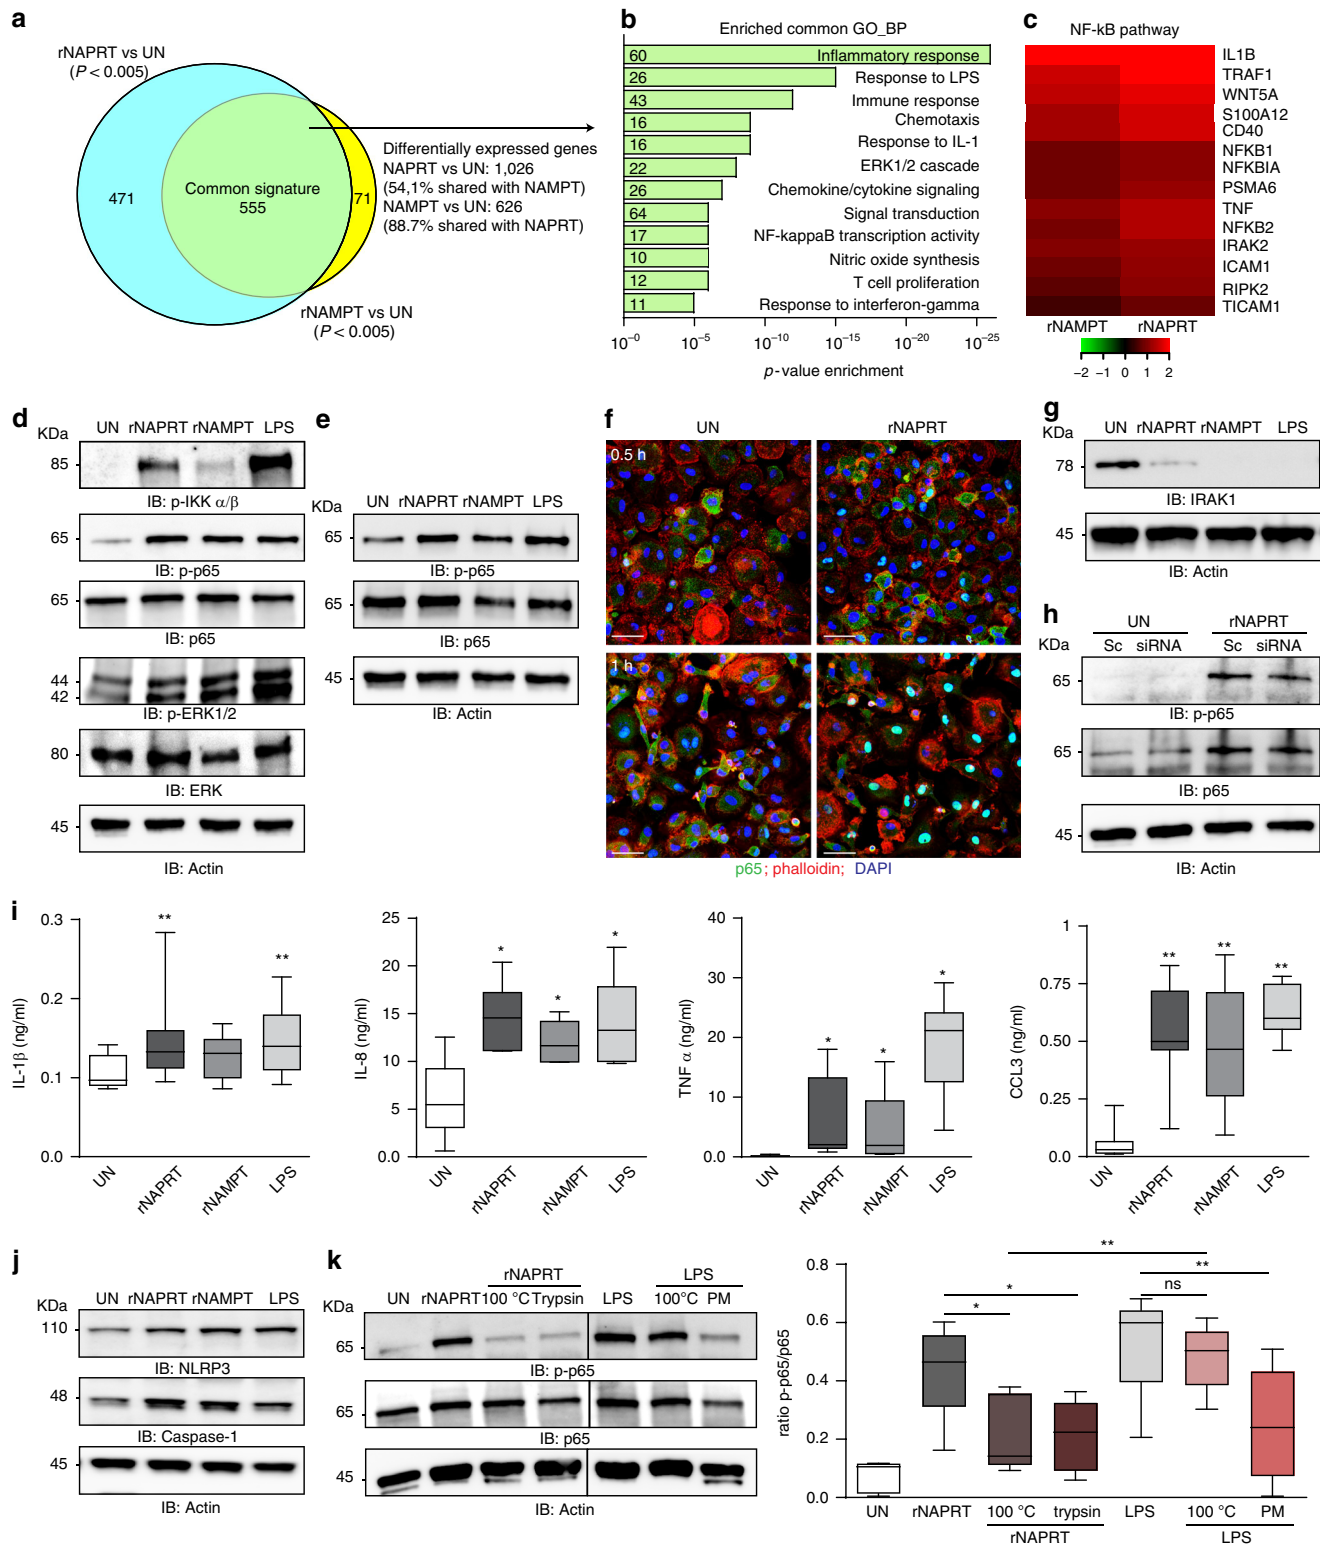 a
rNAPRT vs UN
(P < 0.005)
471
Common signature
555
71
Differentially expressed genes
NAPRT vs UN: 1,026
(54,1% shared with NAMPT)
NAMPT vs UN: 626
(88.7% shared with NAPRT)
rNAMPT vs UN
(P < 0.005)
b
Enriched common GO_BP
60 Inflammatory response
26 Response to LPS
43 Immune response
16 Chemotaxis
16 Response to IL-1
22 ERK1/2 cascade
26 Chemokine/cytokine signaling
64 Signal transduction
17 NF-kappaB transcription activity
10 Nitric oxide synthesis
12 T cell proliferation
11 Response to interferon-gamma
10⁻⁰ 10⁻⁵ 10⁻¹⁰ 10⁻¹⁵ 10⁻²⁰ 10⁻²⁵
p-value enrichment
c
NF-kB pathway
IL1B
TRAF1
WNT5A
S100A12
CD40
NFKB1
NFKBIA
PSMA6
TNF
NFKB2
IRAK2
ICAM1
RIPK2
TICAM1
rNAMPT rNAPRT
−2 −1 0 1 2
d
UN rNAPRT rNAMPT LPS
KDa
85
IB: p-IKK α/β
65
IB: p-p65
65
IB: p65
44
42
IB: p-ERK1/2
80
IB: ERK
45
IB: Actin
e
UN rNAPRT rNAMPT LPS
KDa
65
IB: p-p65
65
IB: p65
45
IB: Actin
f
UN rNAPRT
0.5 h
1 h
p65; phalloidin; DAPI
g
UN rNAPRT rNAMPT LPS
KDa
78
IB: IRAK1
45
IB: Actin
h
UN rNAPRT
KDa
Sc siRNA Sc siRNA
65
IB: p-p65
65
IB: p65
45
IB: Actin
i
IL-1β (ng/ml)
0.3
0.2
0.1
0.0
** **
UN rNAPRT rNAMPT LPS
IL-8 (ng/ml)
25
20
15
10
5
0.0
* * *
UN rNAPRT rNAMPT LPS
TNF α (ng/ml)
40
30
20
10
0.0
* * *
UN rNAPRT rNAMPT LPS
CCL3 (ng/ml)
1
0.75
0.50
0.25
0.00
** ** **
UN rNAPRT rNAMPT LPS
j
UN rNAPRT rNAMPT LPS
KDa
110
IB: NLRP3
48
IB: Caspase-1
45
IB: Actin
k
rNAPRT LPS
UN rNAPRT 100 °C Trypsin LPS 100°C PM
KDa
65
IB: p-p65
65
IB: p65
45
IB: Actin
ratio p-p65/p65
0.8
0.6
0.4
0.2
0.0
**
* **
* ns
UN rNAPRT 100 °C trypsin LPS 100 °C PM
rNAPRT LPS